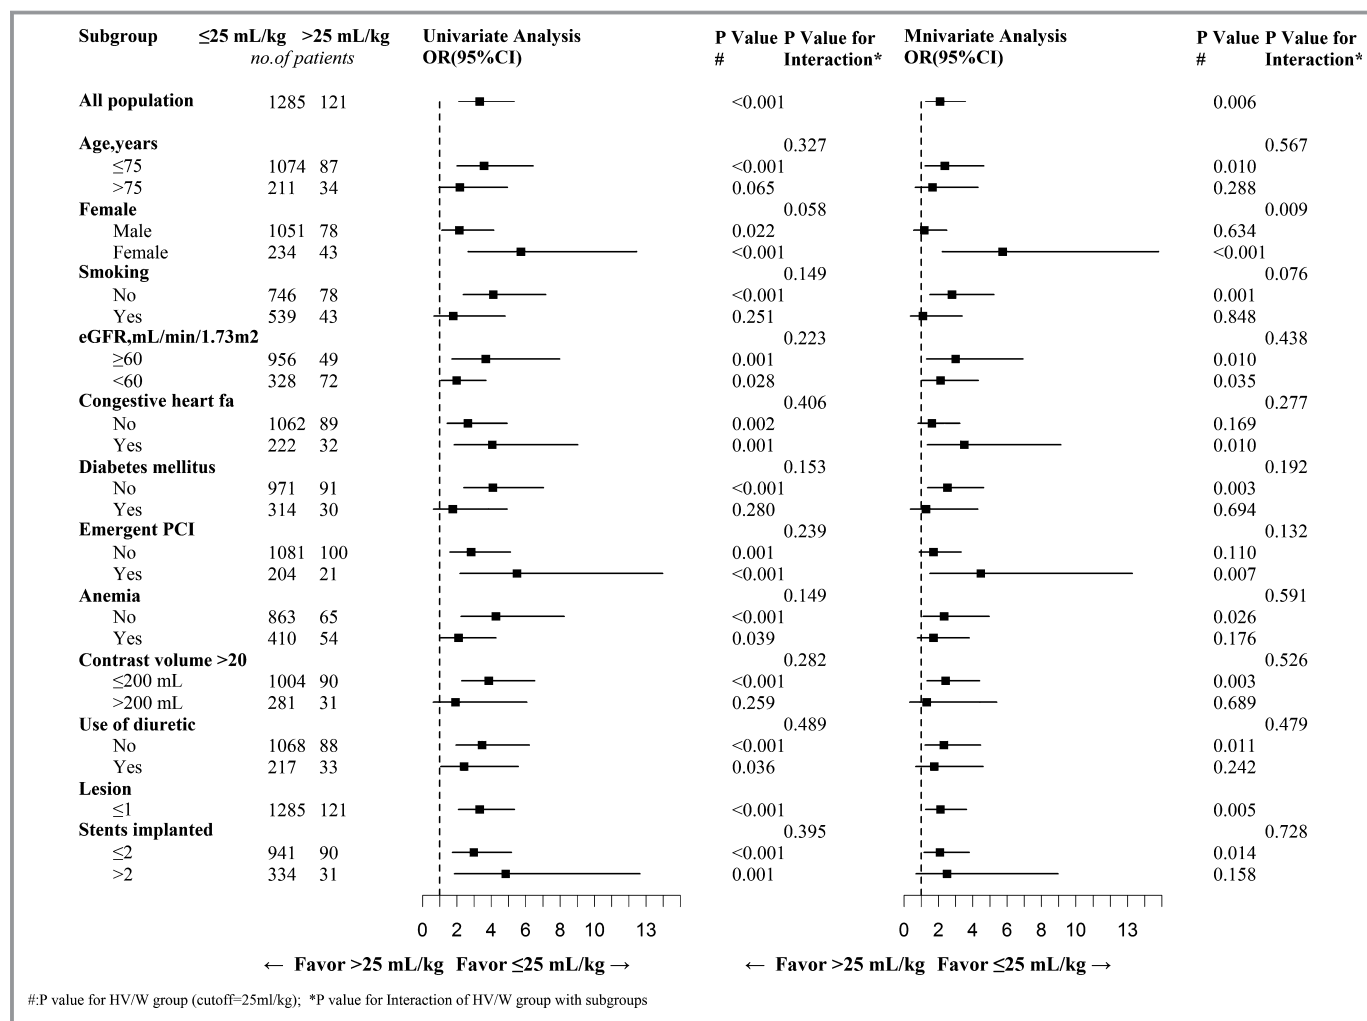 Subgroup ≤25 mL/kg >25 mL/kg Univariate Analysis P Value P Value for Mnivariate Analysis P Value P Value for
no.of patients OR(95%CI) # Interaction* OR(95%CI) # Interaction*
All population 1285 121 <0.001 0.006
Age,years 0.327 0.567
≤75 1074 87 <0.001 0.010
>75 211 34 0.065 0.288
Female 0.058 0.009
Male 1051 78 0.022 0.634
Female 234 43 <0.001 <0.001
Smoking 0.149 0.076
No 746 78 <0.001 0.001
Yes 539 43 0.251 0.848
eGFR,mL/min/1.73m2 0.223 0.438
≥60 956 49 0.001 0.010
<60 328 72 0.028 0.035
Congestive heart fa 0.406 0.277
No 1062 89 0.002 0.169
Yes 222 32 0.001 0.010
Diabetes mellitus 0.153 0.192
No 971 91 <0.001 0.003
Yes 314 30 0.280 0.694
Emergent PCI 0.239 0.132
No 1081 100 0.001 0.110
Yes 204 21 <0.001 0.007
Anemia 0.149 0.591
No 863 65 <0.001 0.026
Yes 410 54 0.039 0.176
Contrast volume >20 0.282 0.526
≤200 mL 1004 90 <0.001 0.003
>200 mL 281 31 0.259 0.689
Use of diuretic 0.489 0.479
No 1068 88 <0.001 0.011
Yes 217 33 0.036 0.242
Lesion
≤1 1285 121 <0.001 0.005
Stents implanted 0.395 0.728
≤2 941 90 <0.001 0.014
>2 334 31 0.001 0.158
0 2 4 6 8 10 13 0 2 4 6 8 10 13
← Favor >25 mL/kg Favor ≤25 mL/kg → ← Favor >25 mL/kg Favor ≤25 mL/kg →
#:P value for HV/W group (cutoff=25ml/kg); *P value for Interaction of HV/W group with subgroups